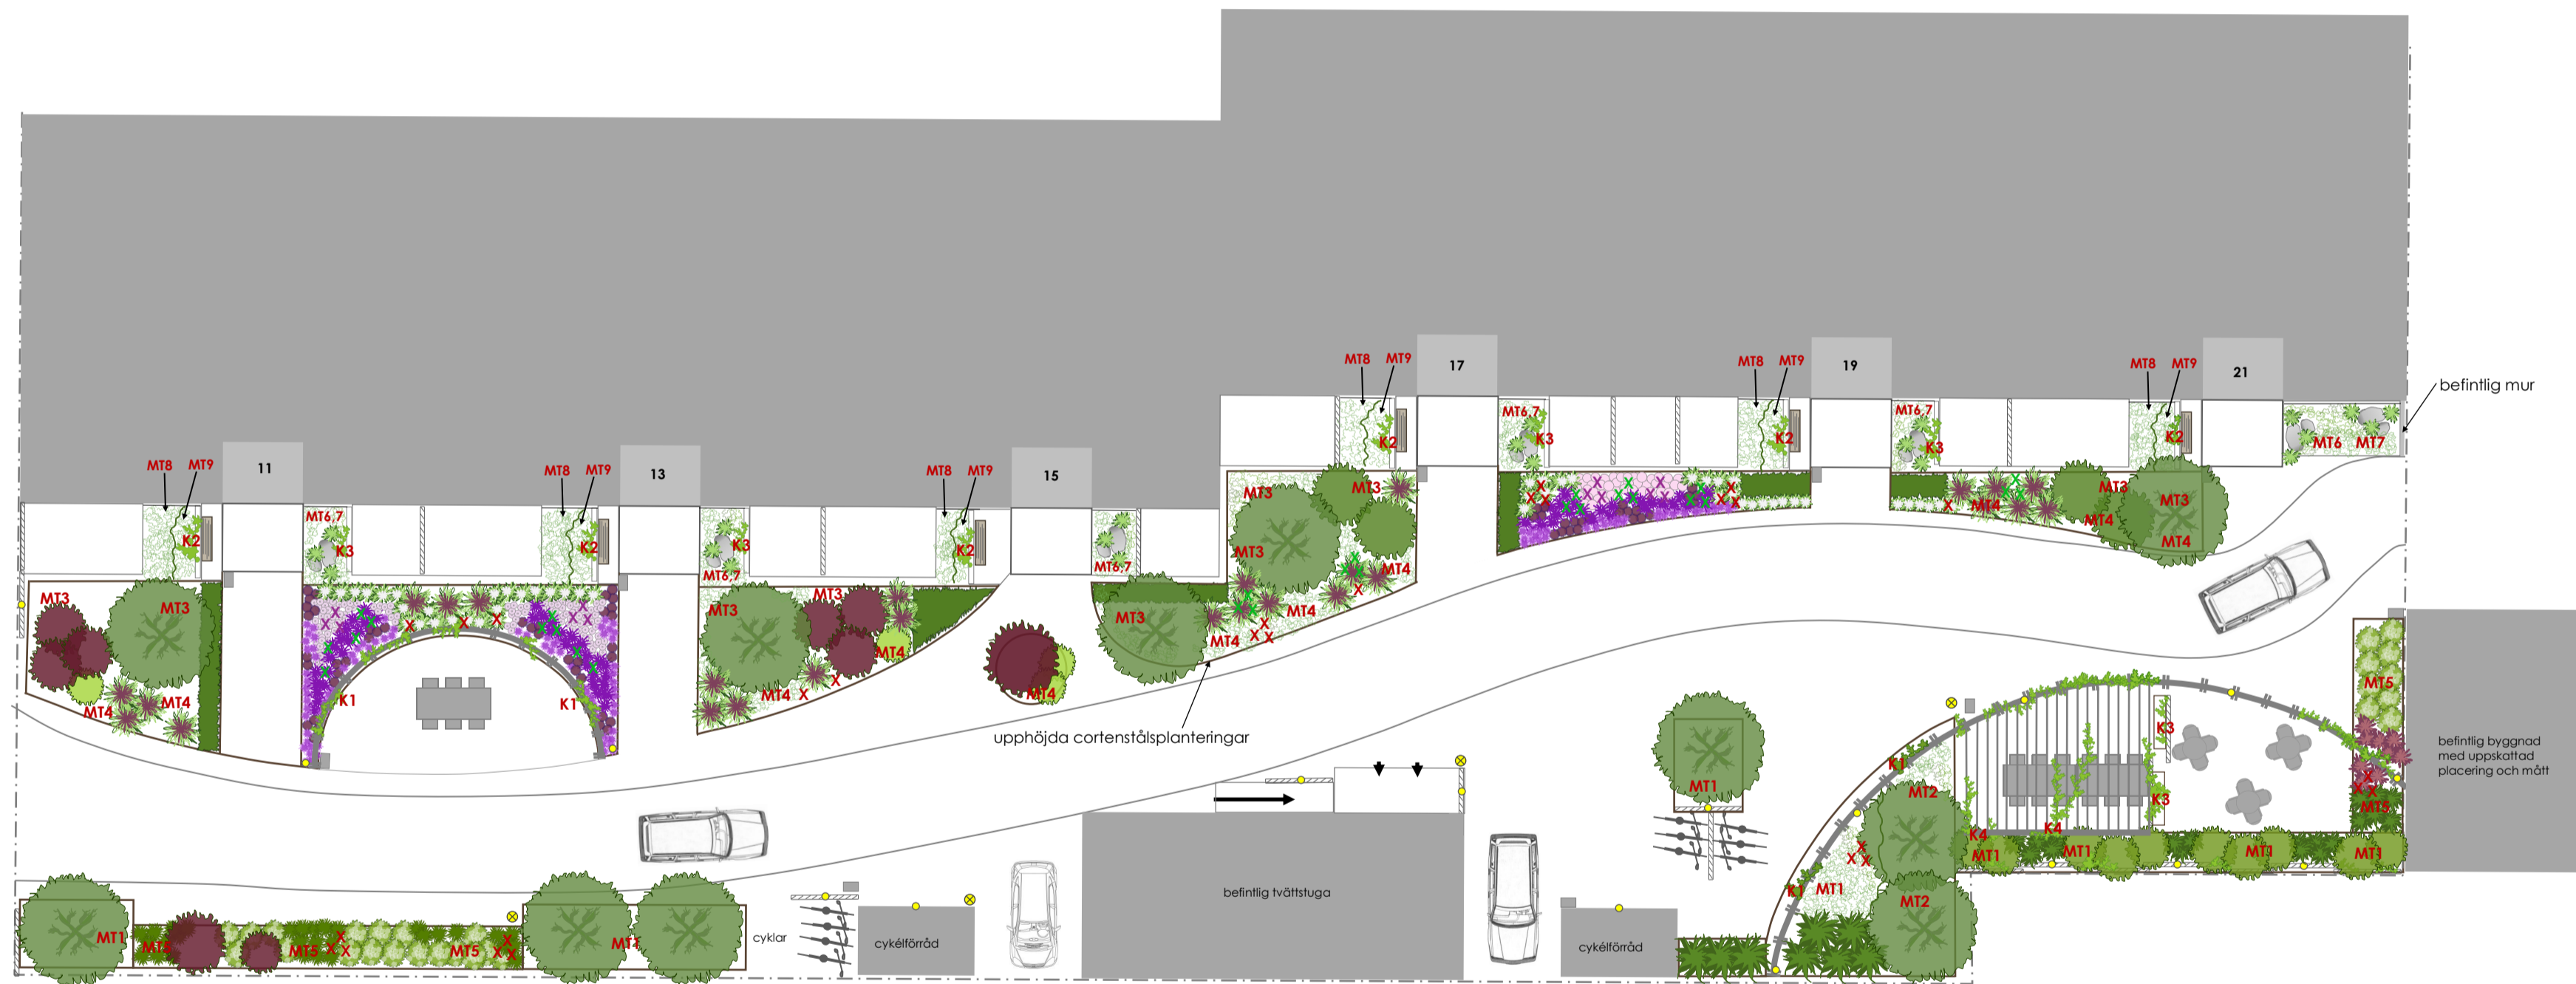 MT8 MT9
17
MT8 MT9
19
MT8 MT9
21
befintlig mur
MT6,7
K3
K2
K2
MT6,7
K3
K2
MT6 MT7
MT8 MT9
11
MT8 MT9
13
MT8 MT9
15
K2
MT6,7
K3
K2
K3
MT6,7
K2
MT6,7
MT3
MT3
MT3
MT4
MT4
MT4
MT3
MT3
MT4
MT4
MT3
MT3
MT4
MT4
K1
K1
MT3
MT3
MT4
MT4
MT4
MT3
MT4
upphöjda cortenstålsplanteringar
MT5
MT5
befintlig byggnad
med uppskattad
placering och mått
MT1
K1
MT2
K3
K3
K4
K4
MT1
MT1
MT1
MT1
K1
MT1
MT2
MT1
MT5
MT5
MT5
MT1
cyklar
cykélförråd
befintlig tvättstuga
cykélförråd